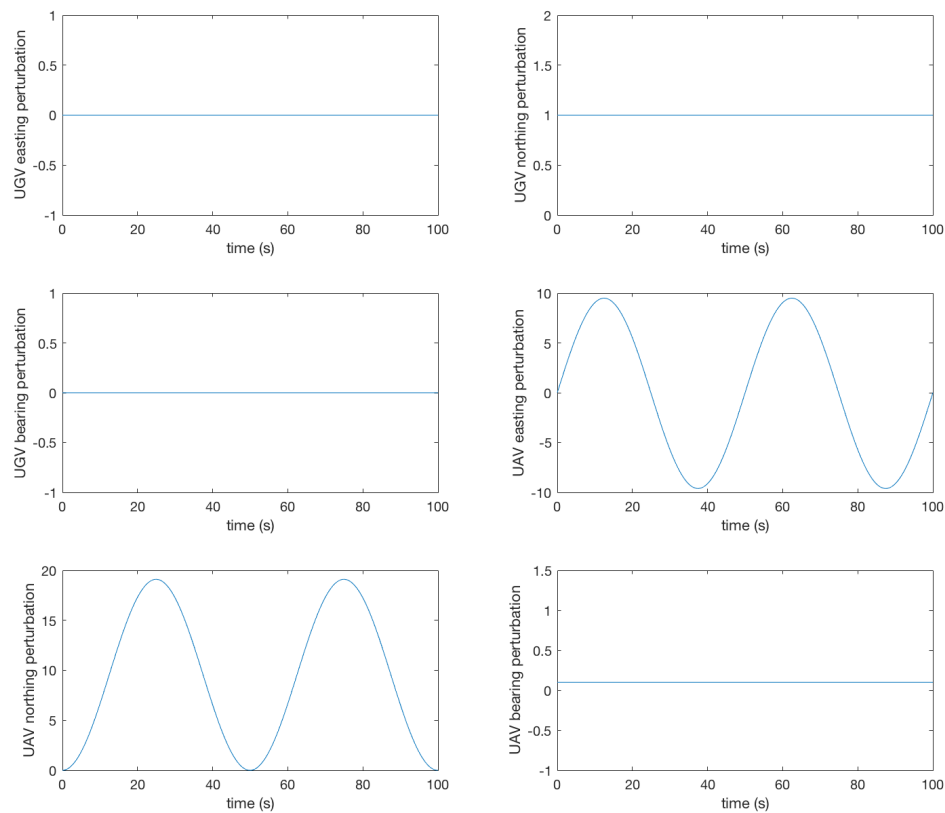 UGV easting perturbation
1
0.5
0
-0.5
-1
0 20 40 60 80 100
time (s)
UGV northing perturbation
2
1.5
1
0.5
0
0 20 40 60 80 100
time (s)
UGV bearing perturbation
1
0.5
0
-0.5
-1
0 20 40 60 80 100
time (s)
UAV easting perturbation
10
5
0
-5
-10
0 20 40 60 80 100
time (s)
UAV northing perturbation
20
15
10
5
0
0 20 40 60 80 100
time (s)
UAV bearing perturbation
1.5
1
0.5
0
-0.5
-1
0 20 40 60 80 100
time (s)